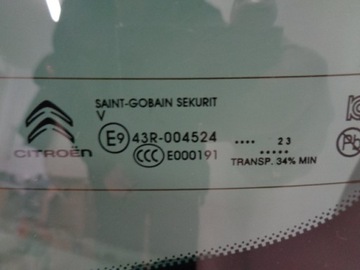 SAINT-GOBAIN SEKURIT
V
E9 43R-004524 .... 23
CCC E000191 .....
TRANSP. 34% MIN
CITROËN